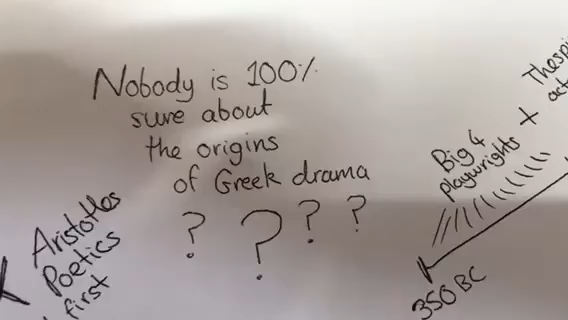 Nobody is 100%
sure about
the origins
of Greek drama
? ? ? ?
Aristotles
Poetics
first
Big 4
playwrights
X
350 BC